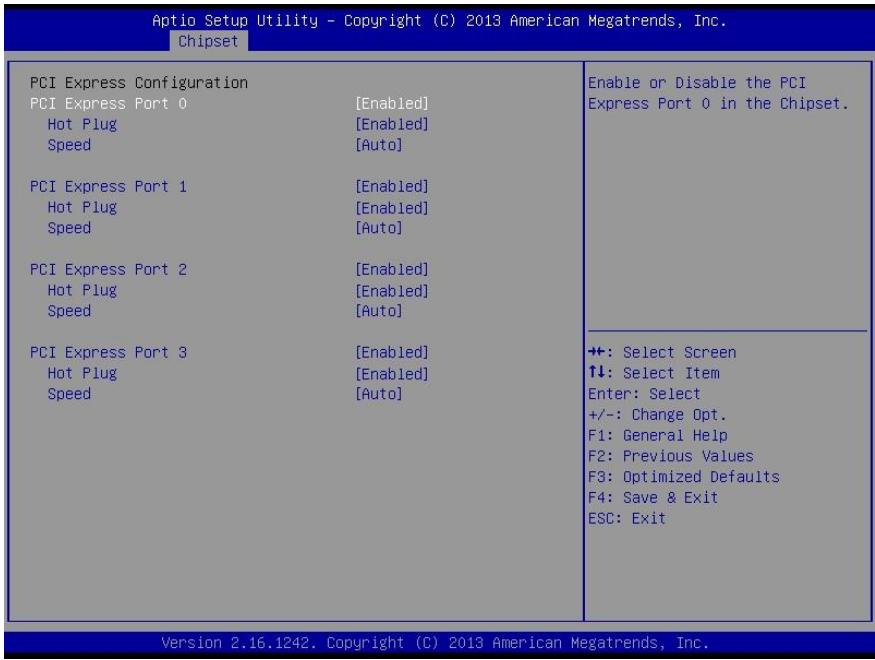 Aptio Setup Utility – Copyright (C) 2013 American Megatrends, Inc.
Chipset
PCI Express Configuration
PCI Express Port 0 [Enabled]
Hot Plug [Enabled]
Speed [Auto]
PCI Express Port 1 [Enabled]
Hot Plug [Enabled]
Speed [Auto]
PCI Express Port 2 [Enabled]
Hot Plug [Enabled]
Speed [Auto]
PCI Express Port 3 [Enabled]
Hot Plug [Enabled]
Speed [Auto]
Enable or Disable the PCI
Express Port 0 in the Chipset.
→←: Select Screen
↑↓: Select Item
Enter: Select
+/-: Change Opt.
F1: General Help
F2: Previous Values
F3: Optimized Defaults
F4: Save & Exit
ESC: Exit
Version 2.16.1242. Copyright (C) 2013 American Megatrends, Inc.